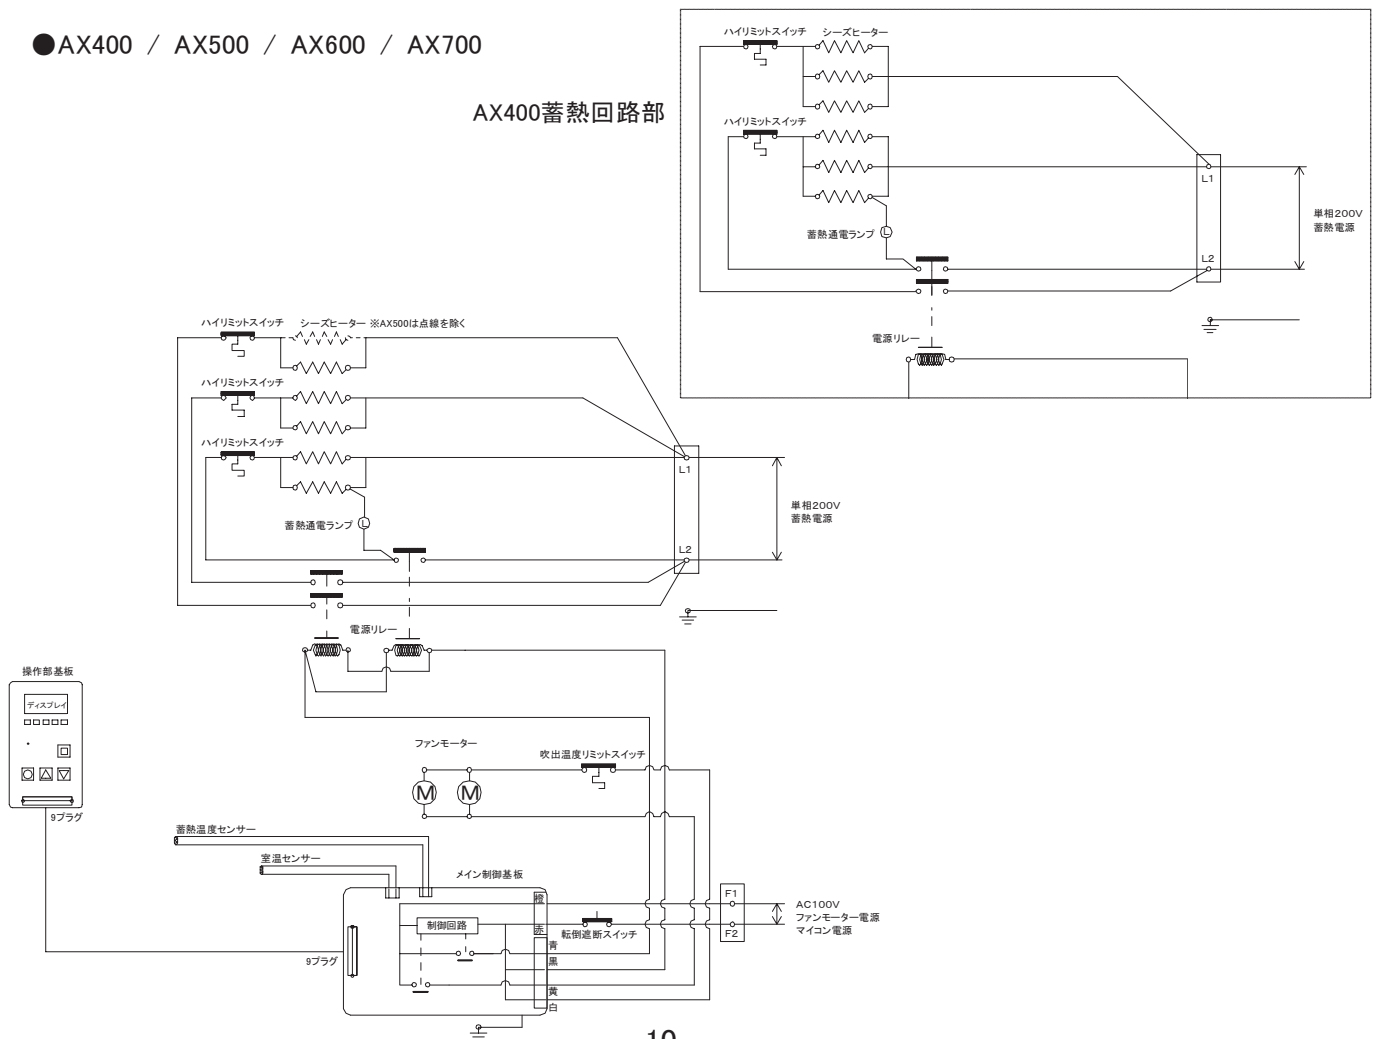 ●AX400 / AX500 / AX600 / AX700
AX400蓄熱回路部
ハイリミットスイッチ シーズヒーター
ハイリミットスイッチ
L1
単相200V
蓄熱電源
蓄熱通電ランプ L
L2
電源リレー
ハイリミットスイッチ シーズヒーター ※AX500は点線を除く
ハイリミットスイッチ
ハイリミットスイッチ
L1
単相200V
蓄熱電源
蓄熱通電ランプ L
L2
電源リレー
操作部基板
ディスプレイ
9プラグ
ファンモーター
吹出温度リミットスイッチ
M M
蓄熱温度センサー
室温センサー
メイン制御基板
橙
F1
AC100V
ファンモーター電源
マイコン電源
制御回路
赤
転倒遮断スイッチ
F2
青
9プラグ
黒
黄
白
10